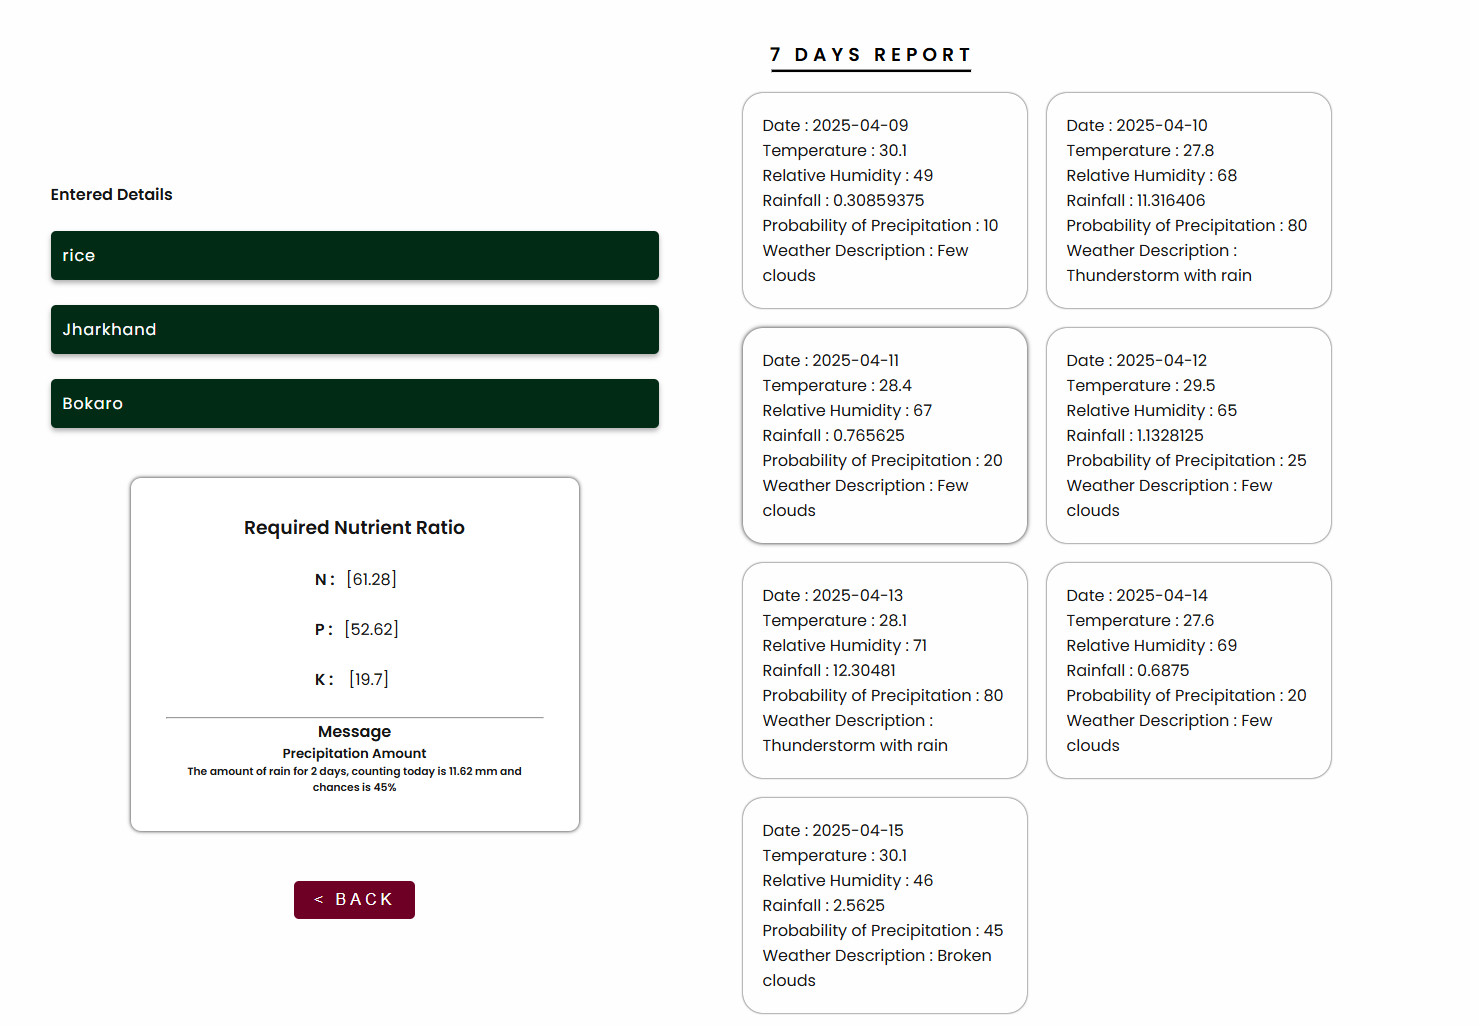 Entered Details
rice
Jharkhand
Bokaro
Required Nutrient Ratio
N : [61.28]
P : [52.62]
K : [19.7]
Message
Precipitation Amount
The amount of rain for 2 days, counting today is 11.62 mm and
chances is 45%
< BACK
7 DAYS REPORT
Date : 2025-04-09
Temperature : 30.1
Relative Humidity : 49
Rainfall : 0.30859375
Probability of Precipitation : 10
Weather Description : Few
clouds
Date : 2025-04-10
Temperature : 27.8
Relative Humidity : 68
Rainfall : 11.316406
Probability of Precipitation : 80
Weather Description :
Thunderstorm with rain
Date : 2025-04-11
Temperature : 28.4
Relative Humidity : 67
Rainfall : 0.765625
Probability of Precipitation : 20
Weather Description : Few
clouds
Date : 2025-04-12
Temperature : 29.5
Relative Humidity : 65
Rainfall : 1.1328125
Probability of Precipitation : 25
Weather Description : Few
clouds
Date : 2025-04-13
Temperature : 28.1
Relative Humidity : 71
Rainfall : 12.30481
Probability of Precipitation : 80
Weather Description :
Thunderstorm with rain
Date : 2025-04-14
Temperature : 27.6
Relative Humidity : 69
Rainfall : 0.6875
Probability of Precipitation : 20
Weather Description : Few
clouds
Date : 2025-04-15
Temperature : 30.1
Relative Humidity : 46
Rainfall : 2.5625
Probability of Precipitation : 45
Weather Description : Broken
clouds